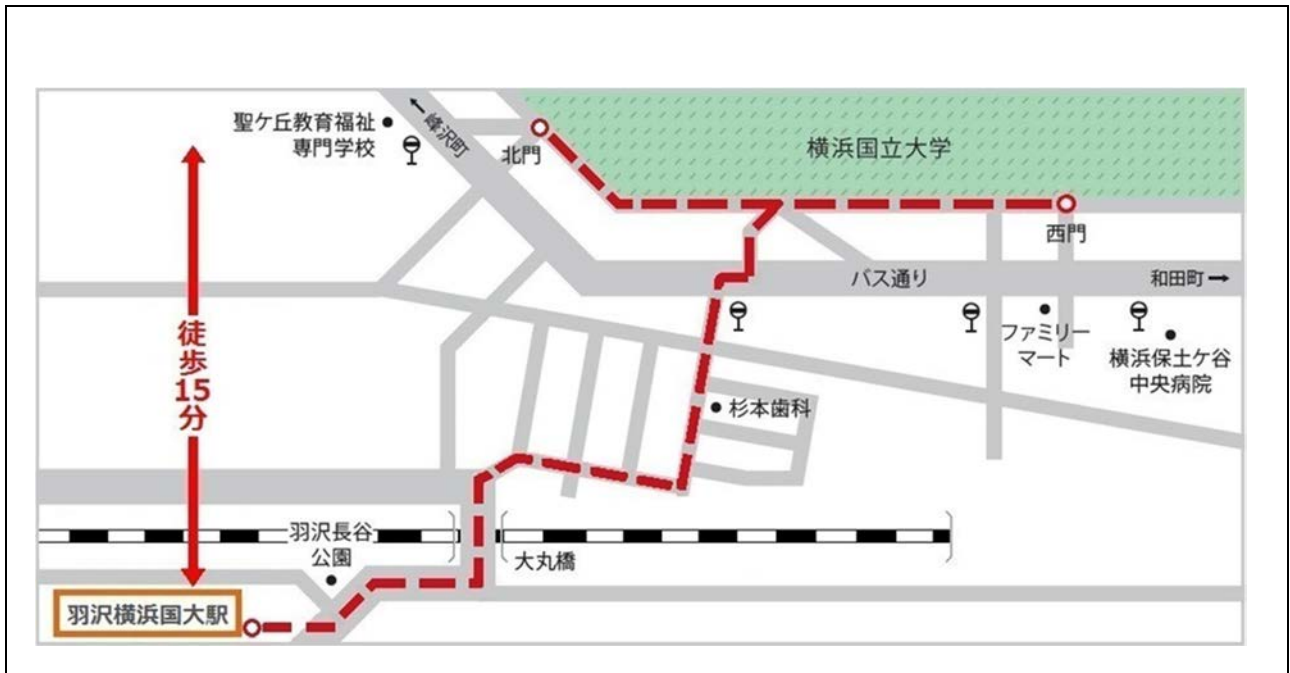 聖ケ丘教育福祉
専門学校
←峰沢町
北門
横浜国立大学
西門
バス通り
和田町→
ファミリー
マート
横浜保土ケ谷
中央病院
徒歩15分
杉本歯科
羽沢長谷
公園
大丸橋
羽沢横浜国大駅